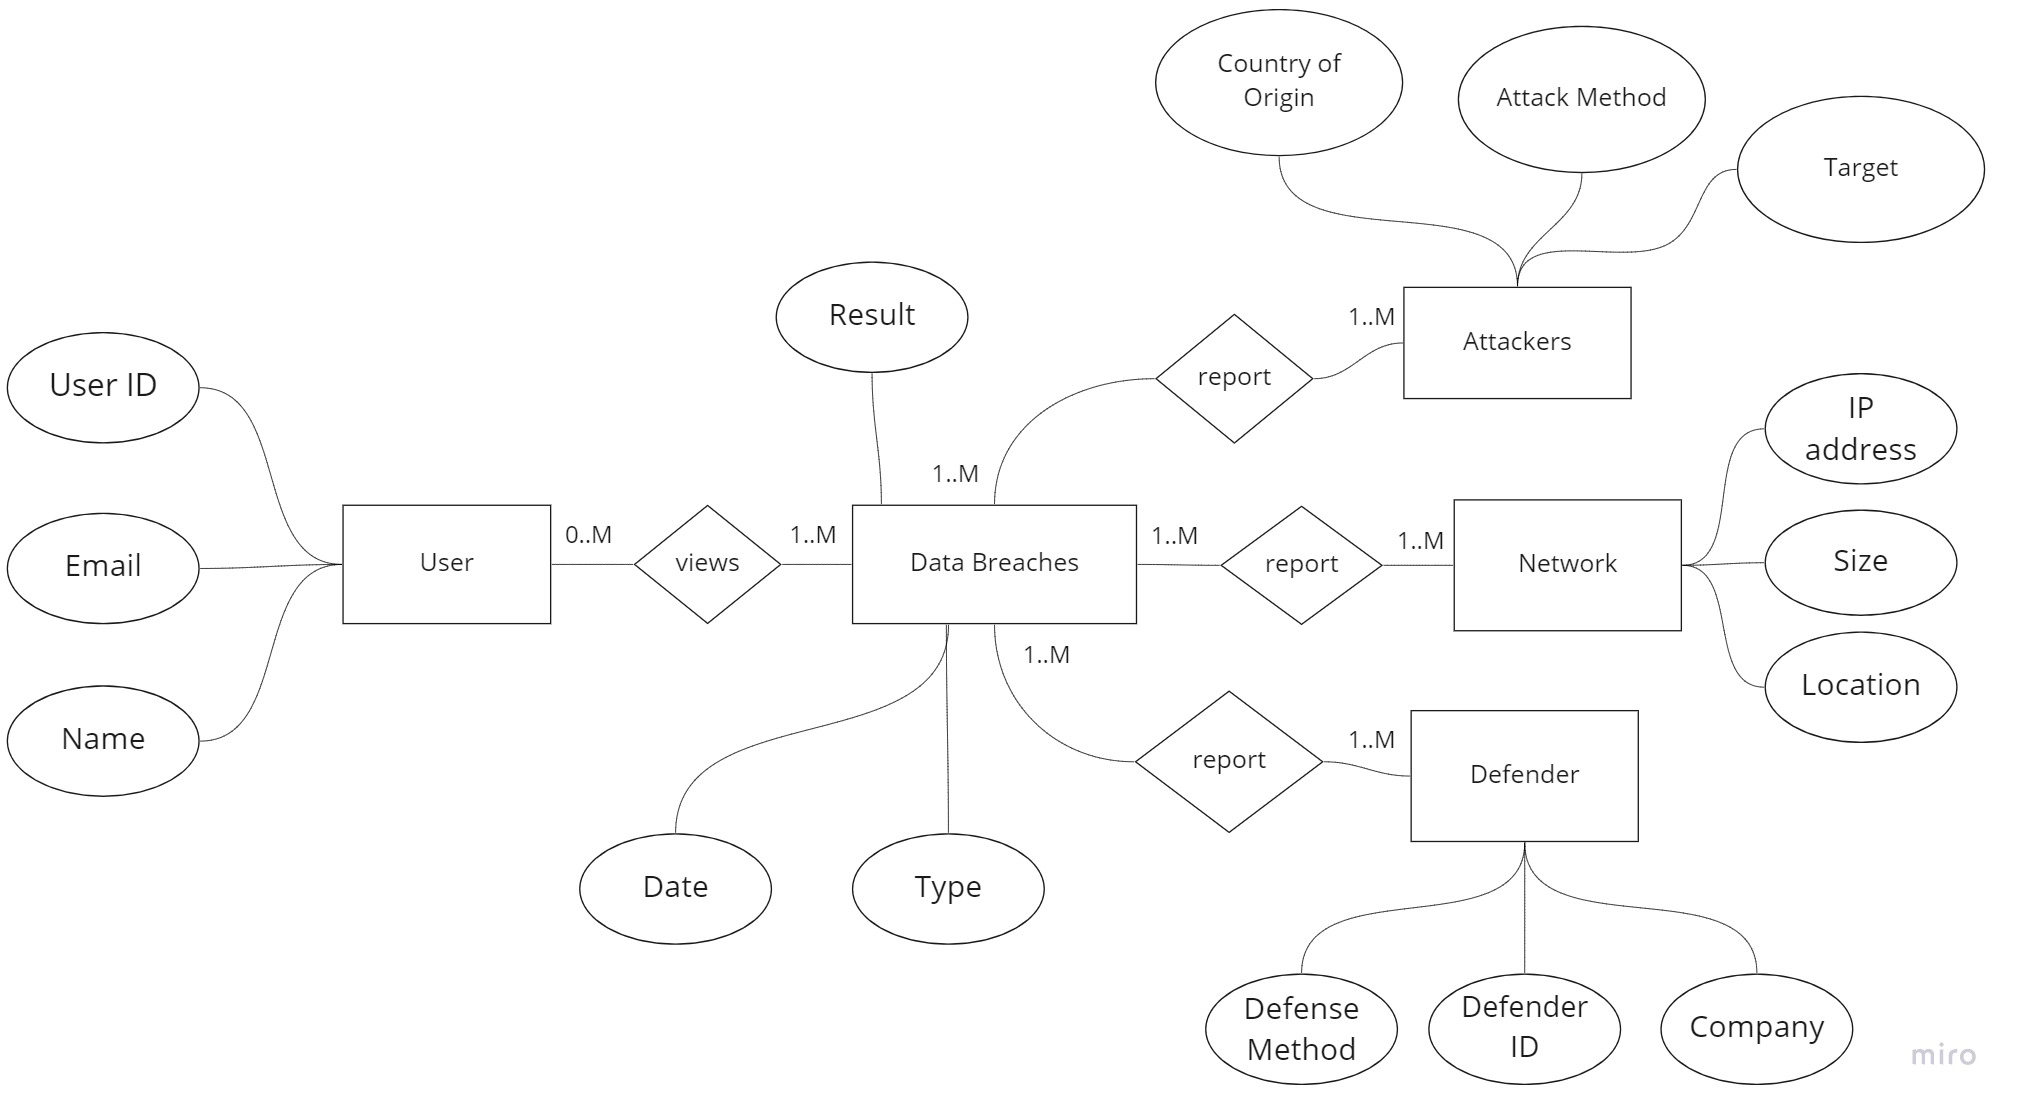 Country of
Origin
Attack Method
Target
Result
1..M
Attackers
report
User ID
IP
address
1..M
0..M
1..M
1..M
1..M
Email
User
views
Data Breaches
report
Network
Size
1..M
Location
Name
1..M
report
Defender
Date
Type
Defense
Method
Defender
ID
Company
miro